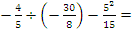 −4/5 ÷ (−30/8) − 5²/15 =